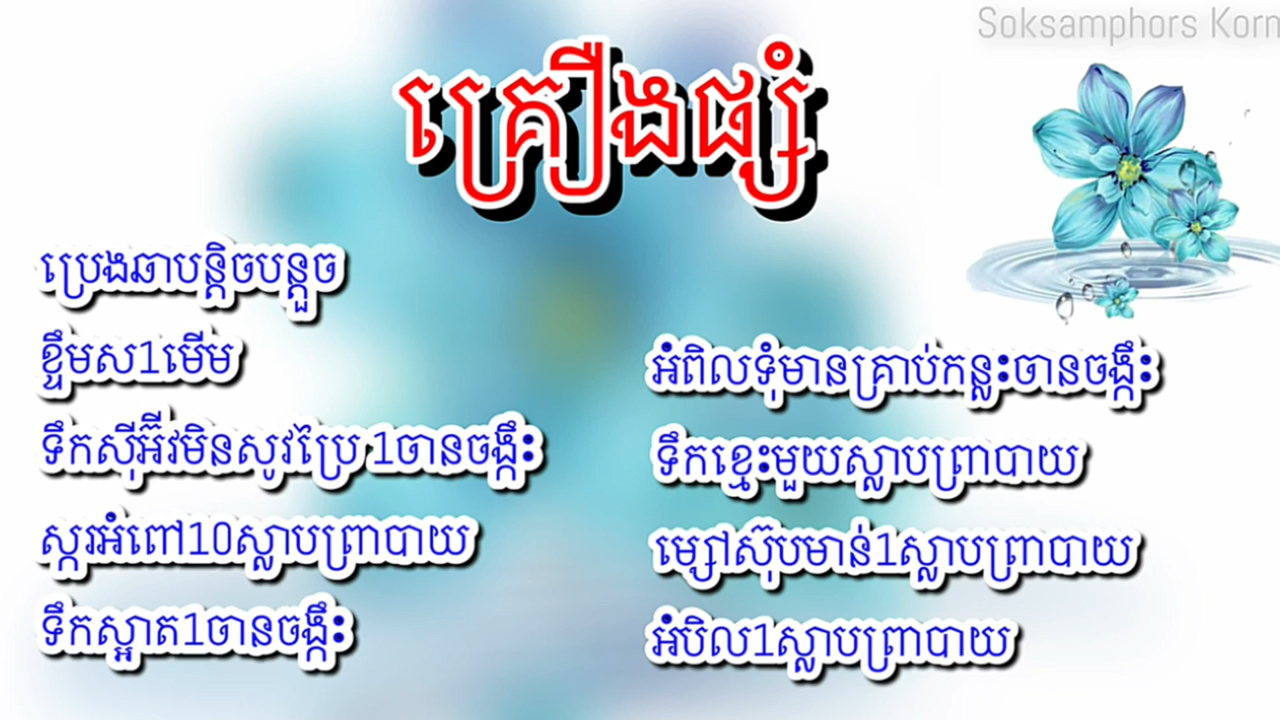 Soksamphors Korn
គ្រឿងផ្សំ
ប្រេងឆាបន្តិចបន្តួច
ខ្ទឹមស1មើម
ទឹកស៊ីអ៊ីវមិនសូវប្រៃ 1ចានចង្កឹះ
ស្ករអំពៅ10ស្លាបព្រាបាយ
ទឹកស្អាត1ចានចង្កឹះ
អំពិលទុំមានគ្រាប់កន្លះចានចង្កឹះ
ទឹកខ្មេះមួយស្លាបព្រាបាយ
ម្សៅស៊ុបមាន់1ស្លាបព្រាបាយ
អំបិល1ស្លាបព្រាបាយ